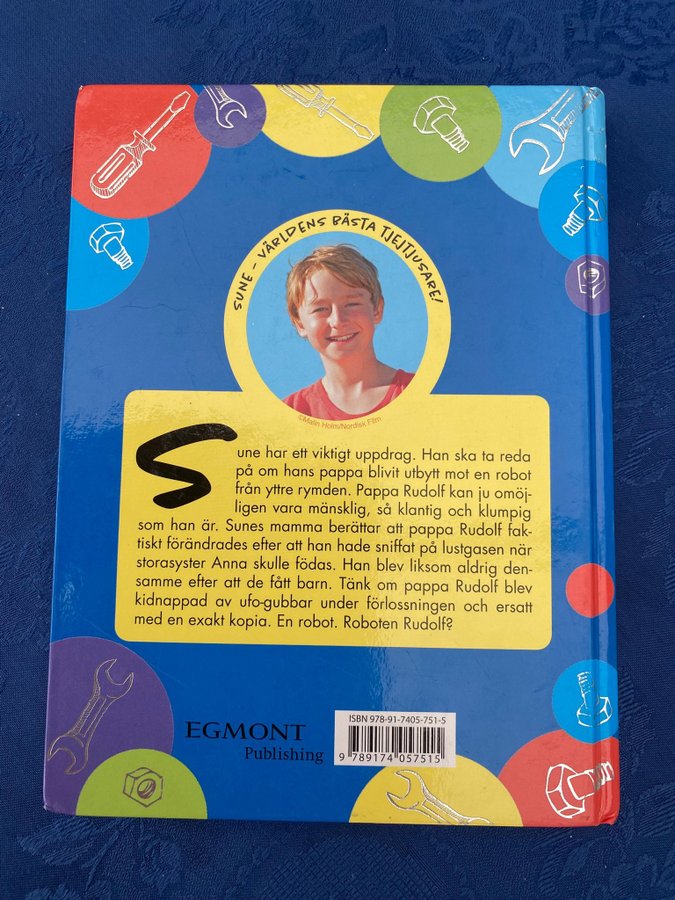 SUNE - VÄRLDENS BÄSTA TJEJTJUSARE!
©Malin Holm/Nordisk Film
Sune har ett viktigt uppdrag. Han ska ta reda
på om hans pappa blivit utbytt mot en robot
från yttre rymden. Pappa Rudolf kan ju omöj-
ligen vara mänsklig, så klantig och klumpig
som han är. Sunes mamma berättar att pappa Rudolf fak-
tiskt förändrades efter att han hade sniffat på lustgasen när
storasyster Anna skulle födas. Han blev liksom aldrig den-
samme efter att de fått barn. Tänk om pappa Rudolf blev
kidnappad av ufo-gubbar under förlossningen och ersatt
med en exakt kopia. En robot. Roboten Rudolf?
EGMONT
Publishing
ISBN 978-91-7405-751-5
9 789174 057515